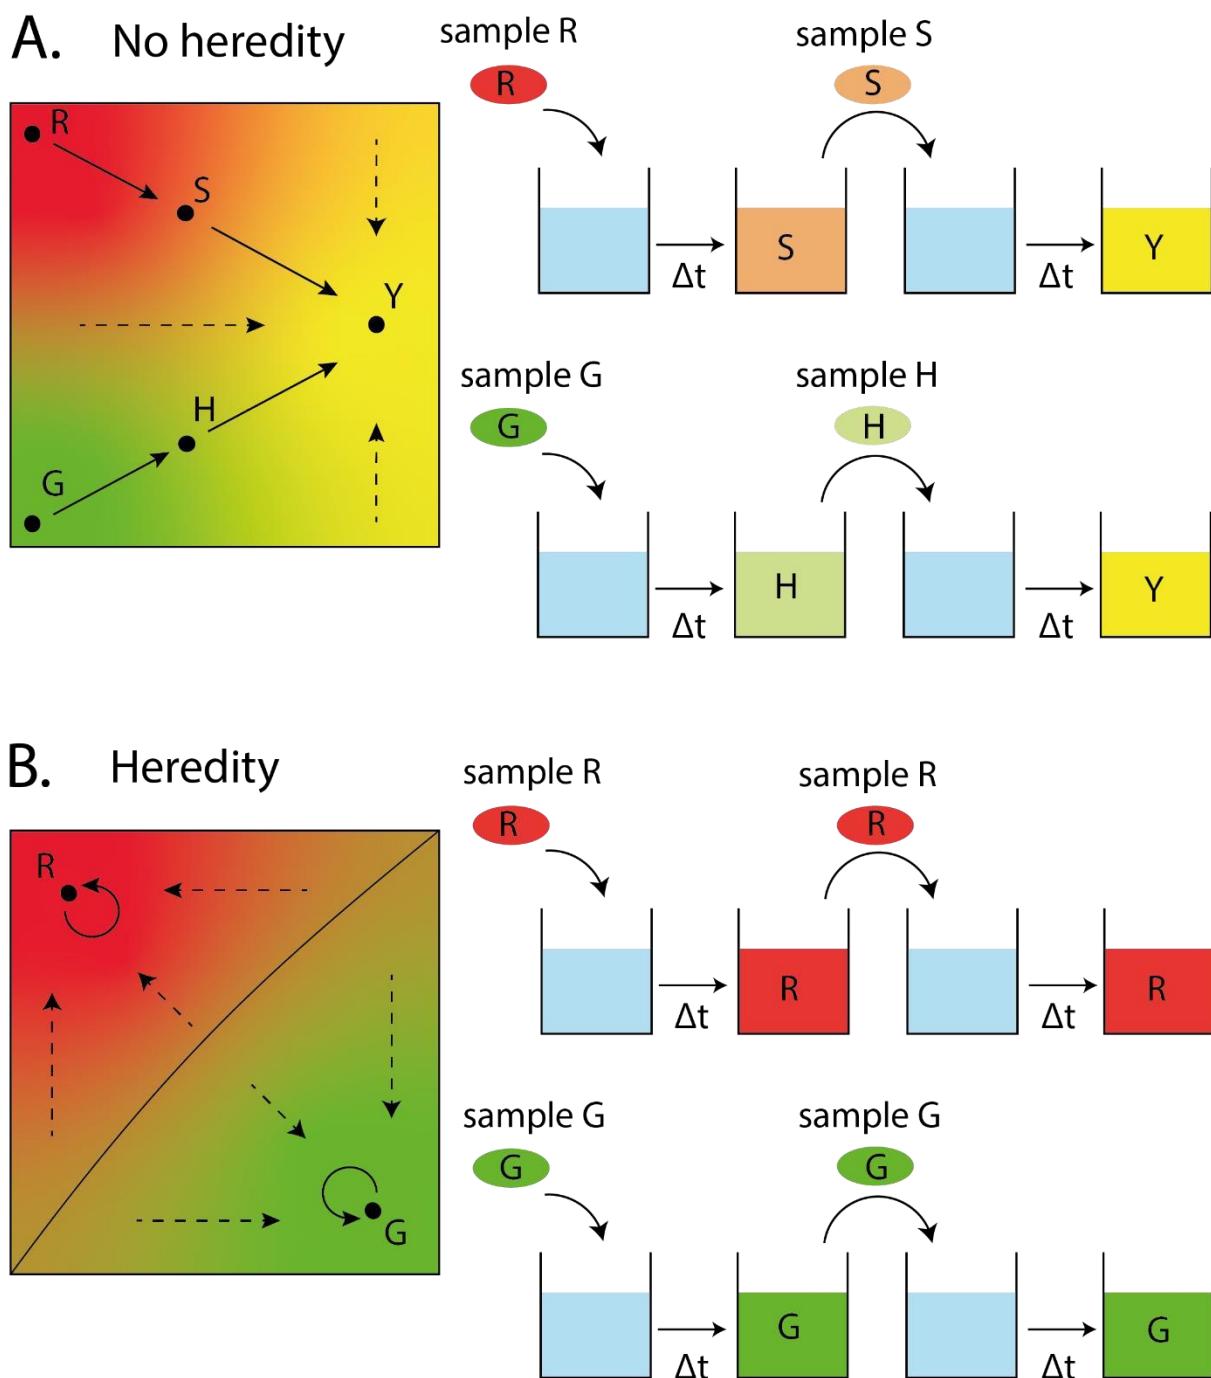 A. No heredity
sample R
sample S
R
S
R
S
Y
H
G
S
Y
Δt
Δt
sample G
sample H
G
H
H
Y
Δt
Δt
B. Heredity
sample R
sample R
R
R
R
G
R
R
Δt
Δt
sample G
sample G
G
G
G
G
Δt
Δt